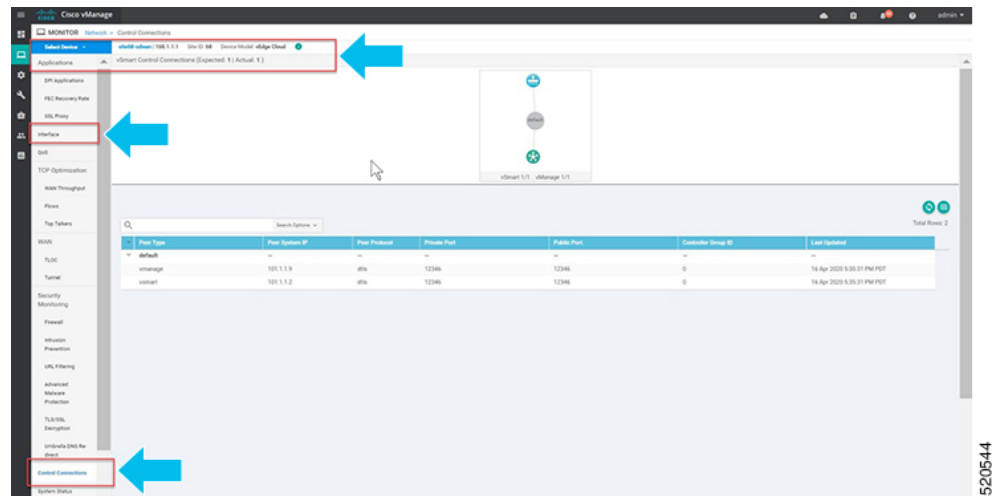 cisco Cisco vManage
admin
MONITOR Network > Control Connections
Select Device
168.1.1.1 Site ID: 68 Device Model: vEdge Cloud
Applications
vSmart Control Connections (Expected: 1 | Actual: 1 )
DPI Applications
FEC Recovery Rate
SSL Proxy
Interface
QoS
TCP Optimization
WAN Throughput
Flows
Top Talkers
WAN
TLOC
Tunnel
Security Monitoring
Firewall
Intrusion Prevention
URL Filtering
Advanced Malware Protection
TLS/SSL Decryption
Umbrella DNS Re-direct
Control Connections
System Status
default
vSmart 1/1 vManage 1/1
Search Options
Total Rows: 2
Peer Type Peer System IP Peer Protocol Private Port Public Port Controller Group ID Last Updated
default -- -- -- -- -- --
vmanage 101.1.1.9 dtls 12346 12346 0 16 Apr 2020 5:35:31 PM PDT
vsmart 101.1.1.2 dtls 12346 12346 0 16 Apr 2020 5:35:31 PM PDT
520544